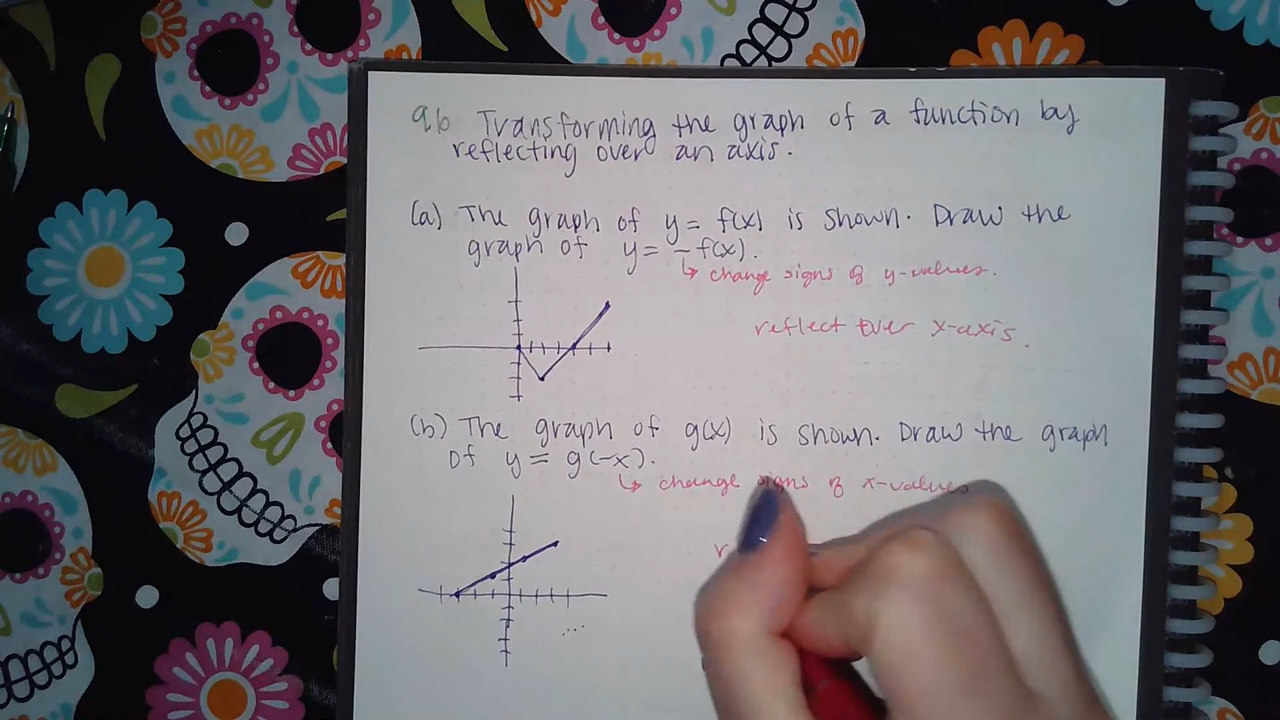 9b Transforming the graph of a function by
reflecting over an axis.
(a) The graph of y = f(x) is shown. Draw the
graph of y = -f(x).
↳ change signs of y-values.
reflect over x-axis.
(b) The graph of g(x) is shown. Draw the graph
of y = g(-x).
↳ change signs of x-values